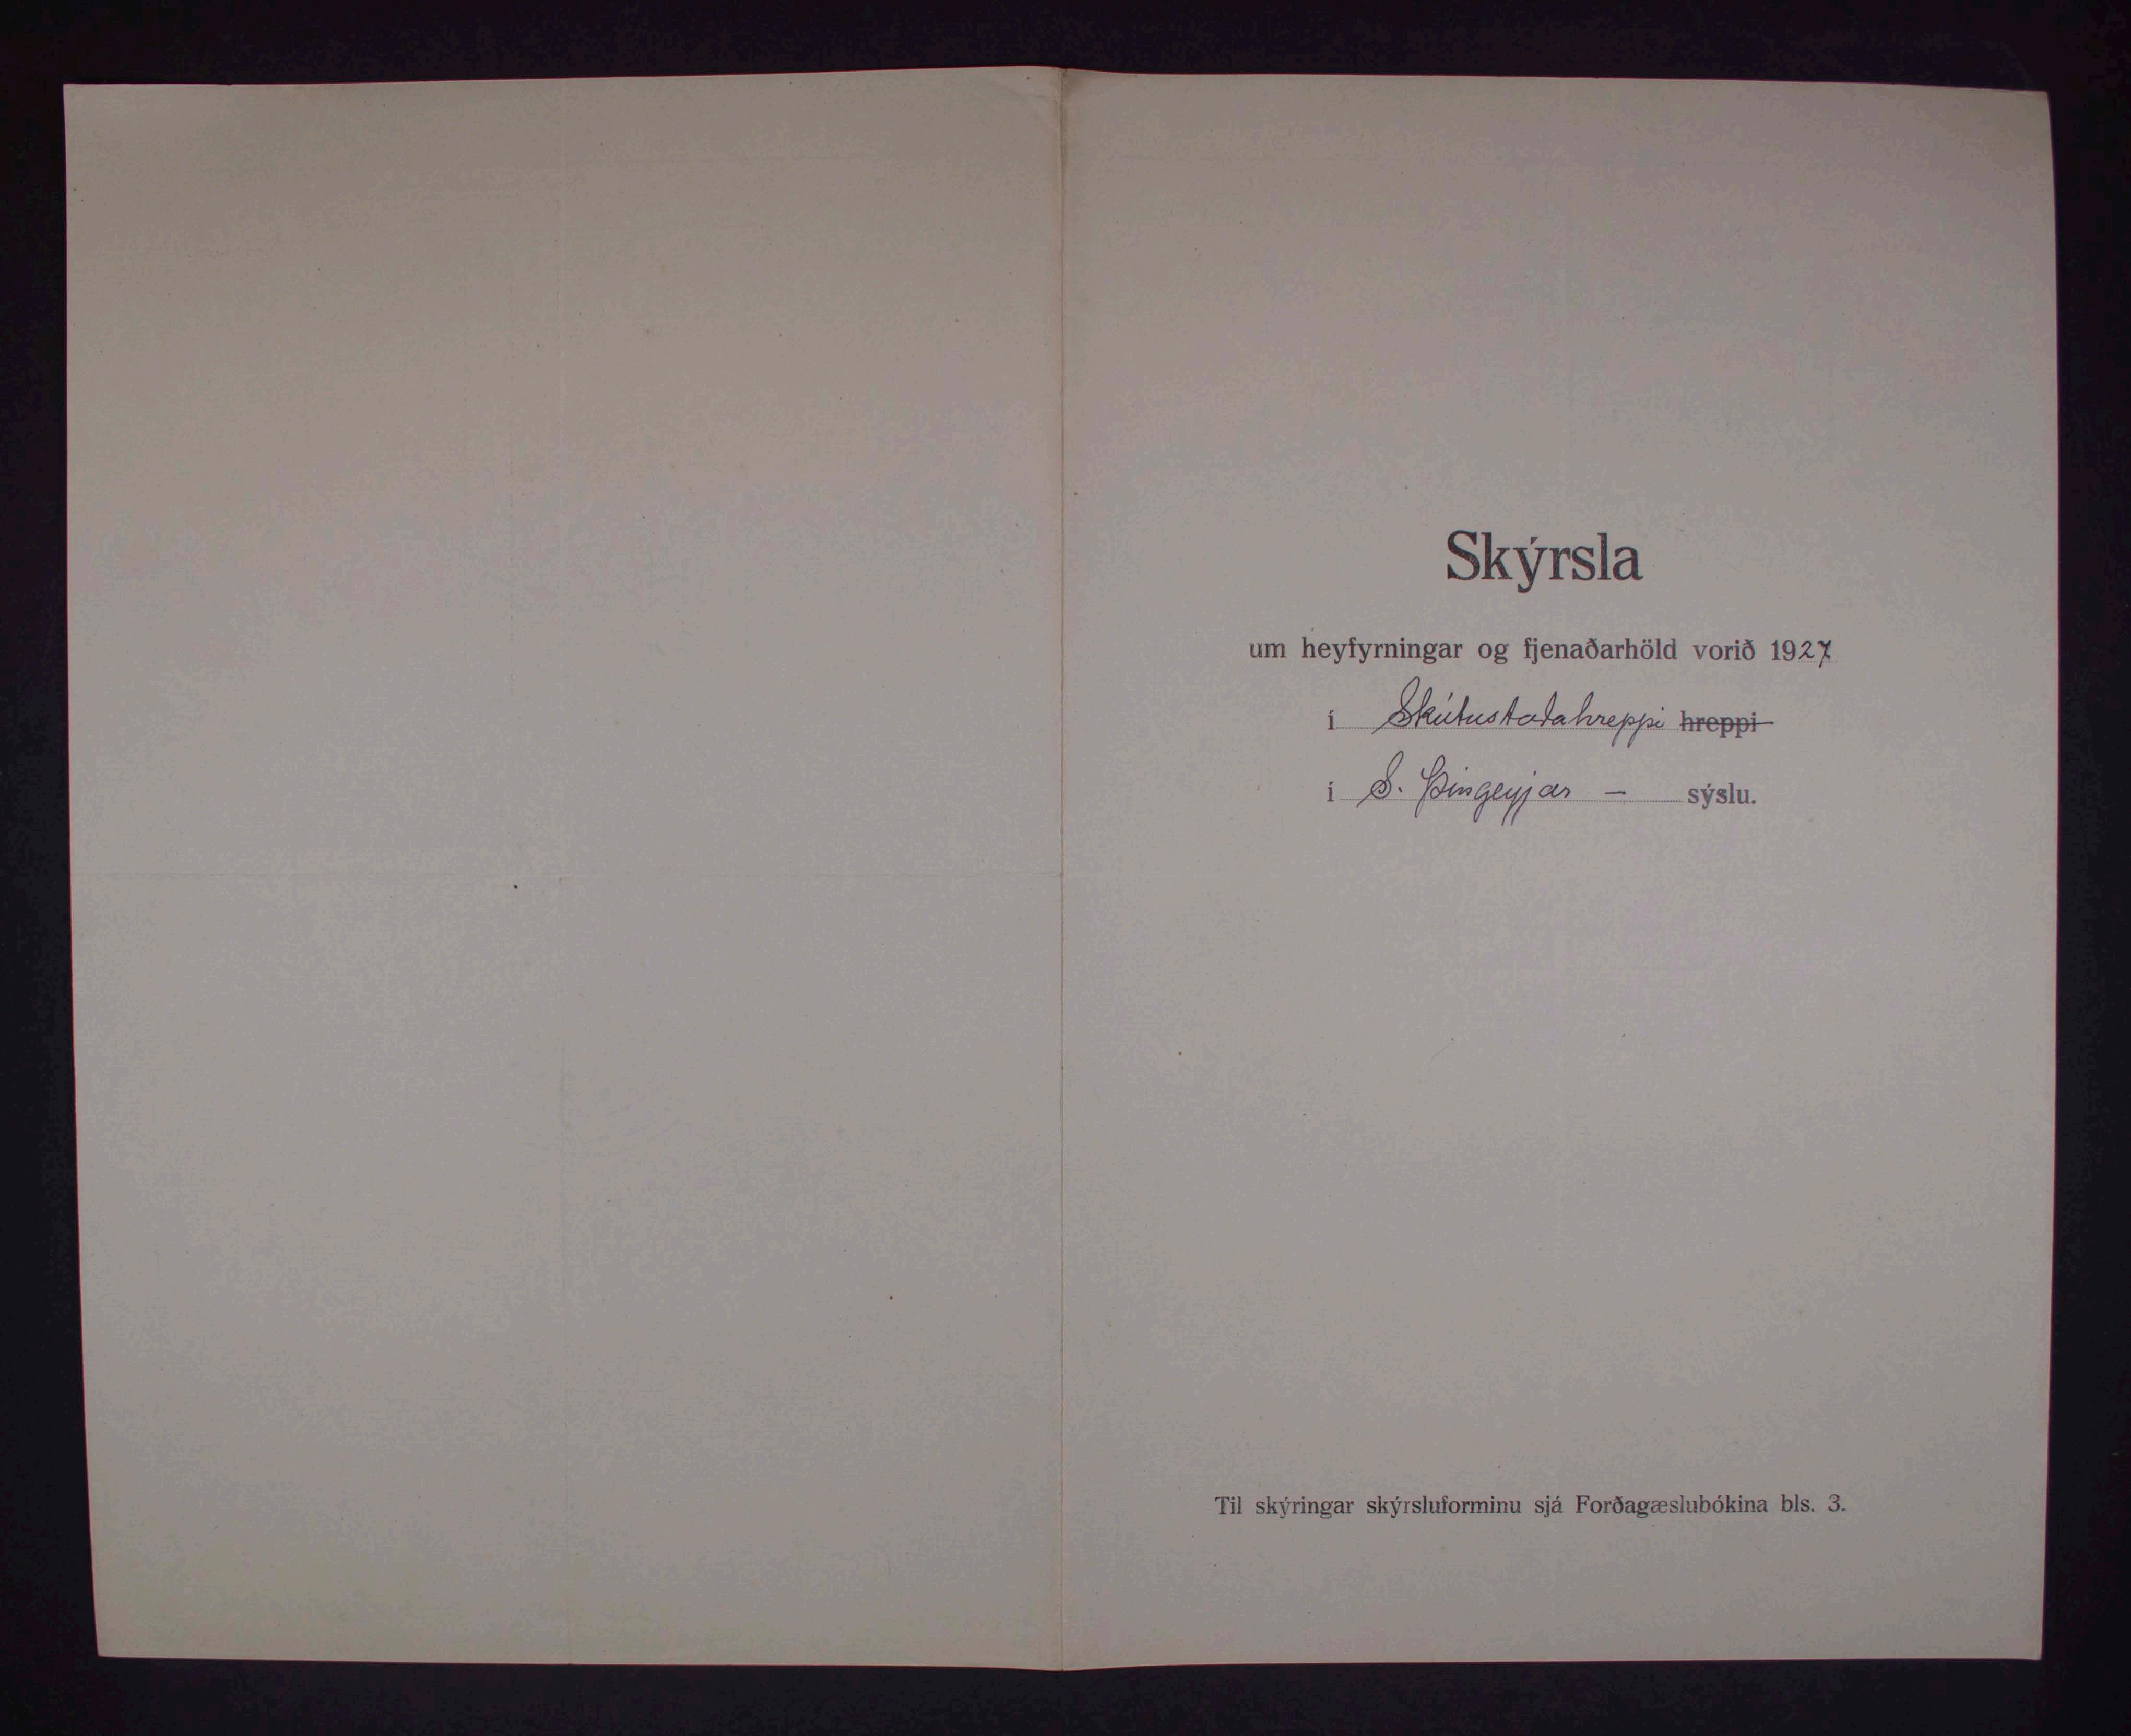 Skýrsla
um heyfyrningar og fjenaðarhöld vorið 1927
í Skútustaðahreppi hreppi
í S. Þingeyjar – sýslu.
Til skýringar skýrsluforminu sjá Forðagæslubókina bls. 3.